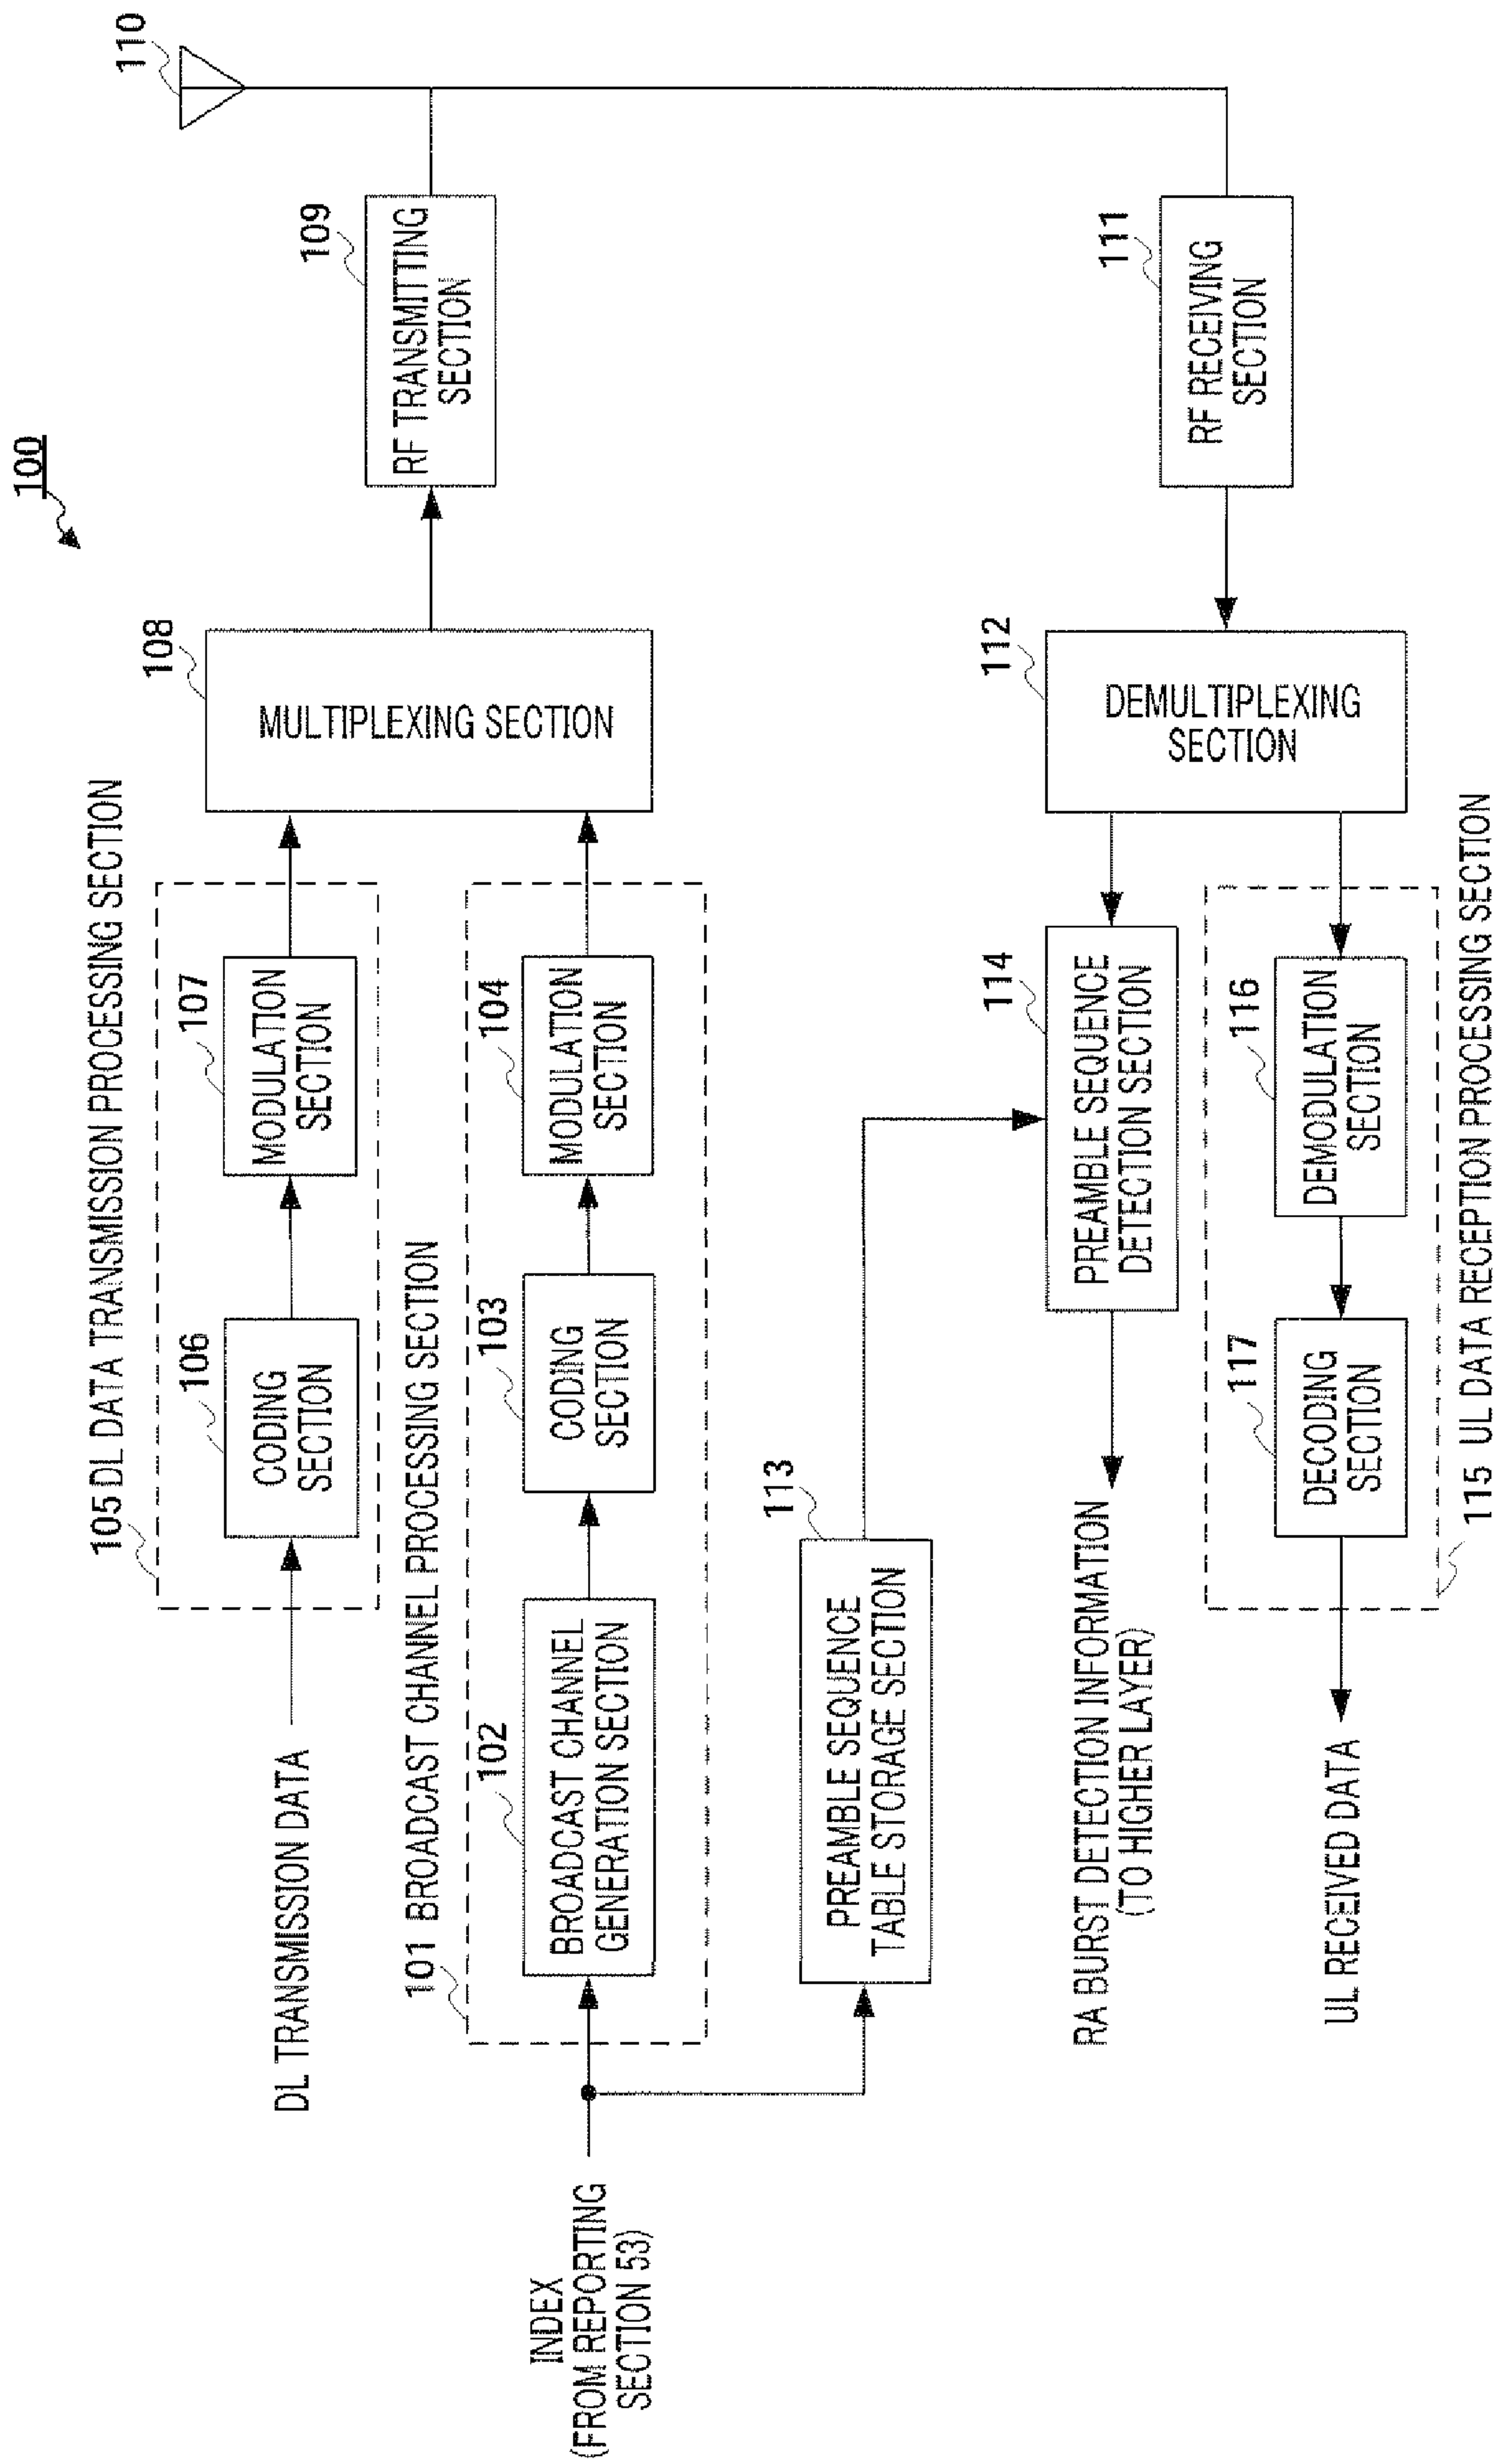 100
105 DL DATA TRANSMISSION PROCESSING SECTION
DL TRANSMISSION DATA
106
CODING
SECTION
107
MODULATION
SECTION
108
MULTIPLEXING SECTION
109
RF TRANSMITTING
SECTION
110
101 BROADCAST CHANNEL PROCESSING SECTION
INDEX
(FROM REPORTING
SECTION 53)
102
BROADCAST CHANNEL
GENERATION SECTION
103
CODING
SECTION
104
MODULATION
SECTION
113
PREAMBLE SEQUENCE
TABLE STORAGE SECTION
RA BURST DETECTION INFORMATION
(TO HIGHER LAYER)
114
PREAMBLE SEQUENCE
DETECTION SECTION
112
DEMULTIPLEXING
SECTION
111
RF RECEIVING
SECTION
UL RECEIVED DATA
117
DECODING
SECTION
116
DEMODULATION
SECTION
115 UL DATA RECEPTION PROCESSING SECTION